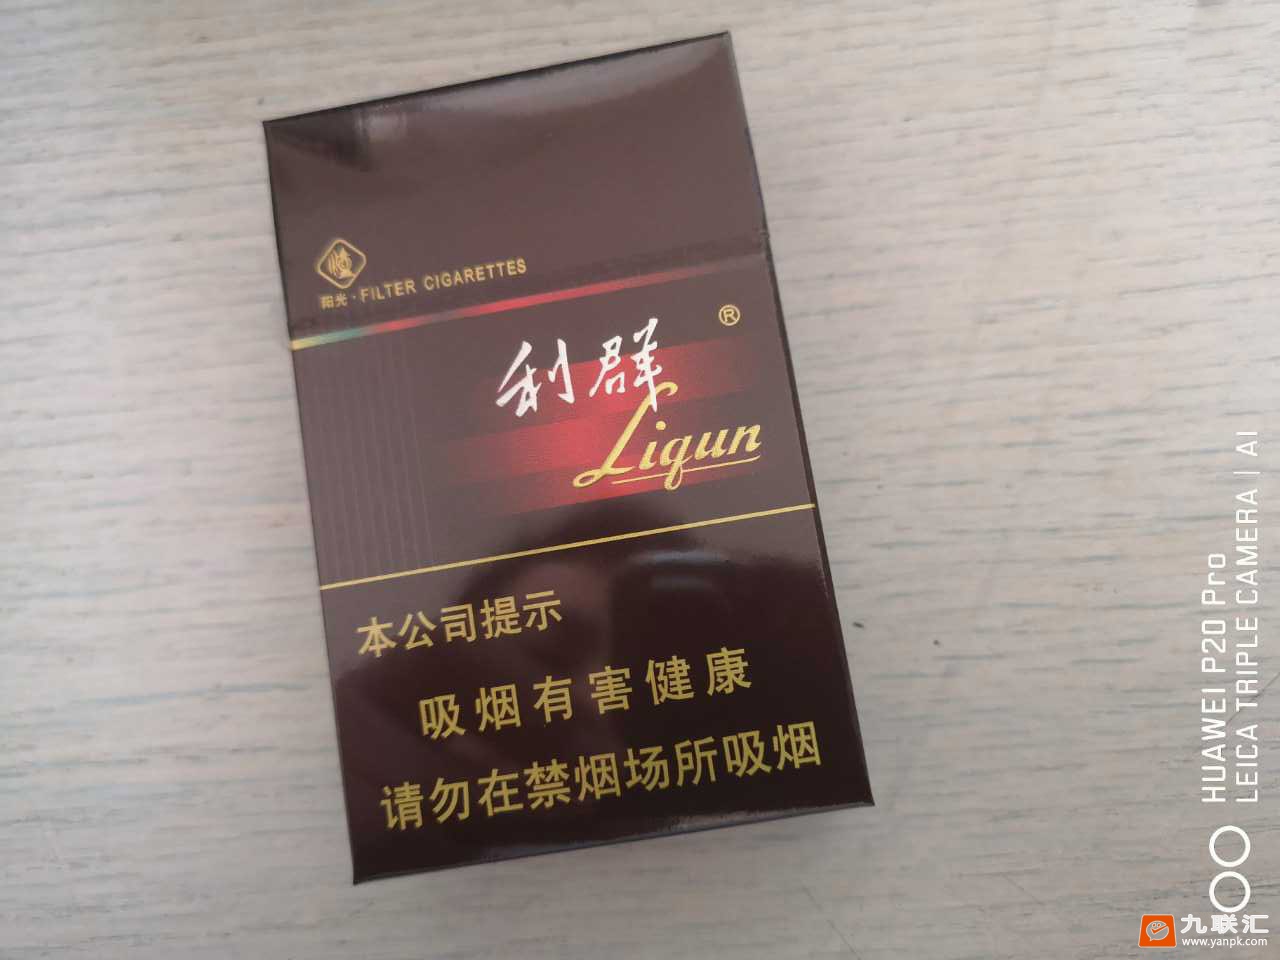 阳光·FILTER CIGARETTES
利群
®
Liqun
本公司提示
吸烟有害健康
请勿在禁烟场所吸烟
HUAWEI P20 Pro
LEICA TRIPLE CAMERA | AI
九联汇
www.yanpk.com